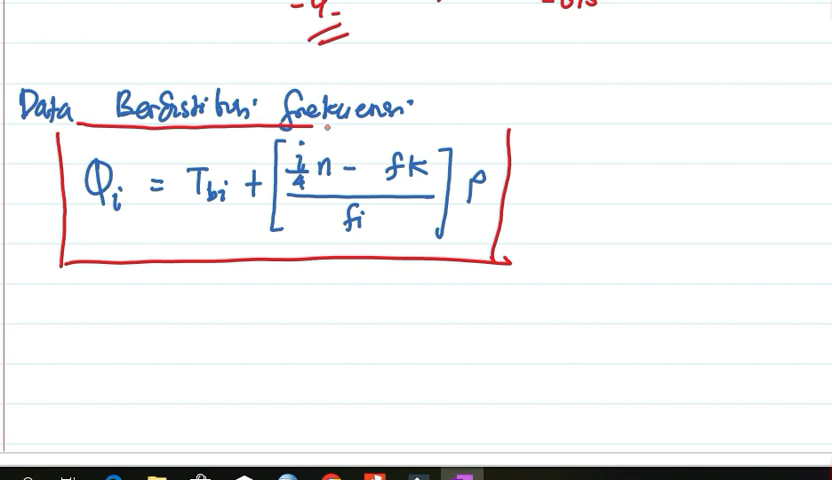 Data Berdistribusi frekuensi
Qi = Tbi + [ i/4 n - fk / fi ] P